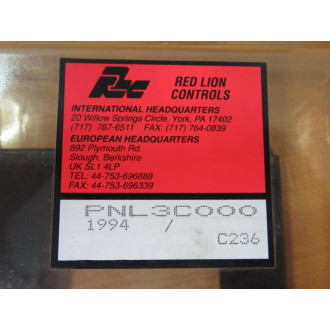 RED LION
CONTROLS
INTERNATIONAL HEADQUARTERS
20 Willow Springs Circle, York, PA 17402
(717) 767-6511 FAX: (717) 764-0839
EUROPEAN HEADQUARTERS
892 Plymouth Rd.
Slough, Berkshire
UK SL1 4LP
TEL: 44-753-696888
FAX: 44-753-696339
PNL3C000
1994 /
C236